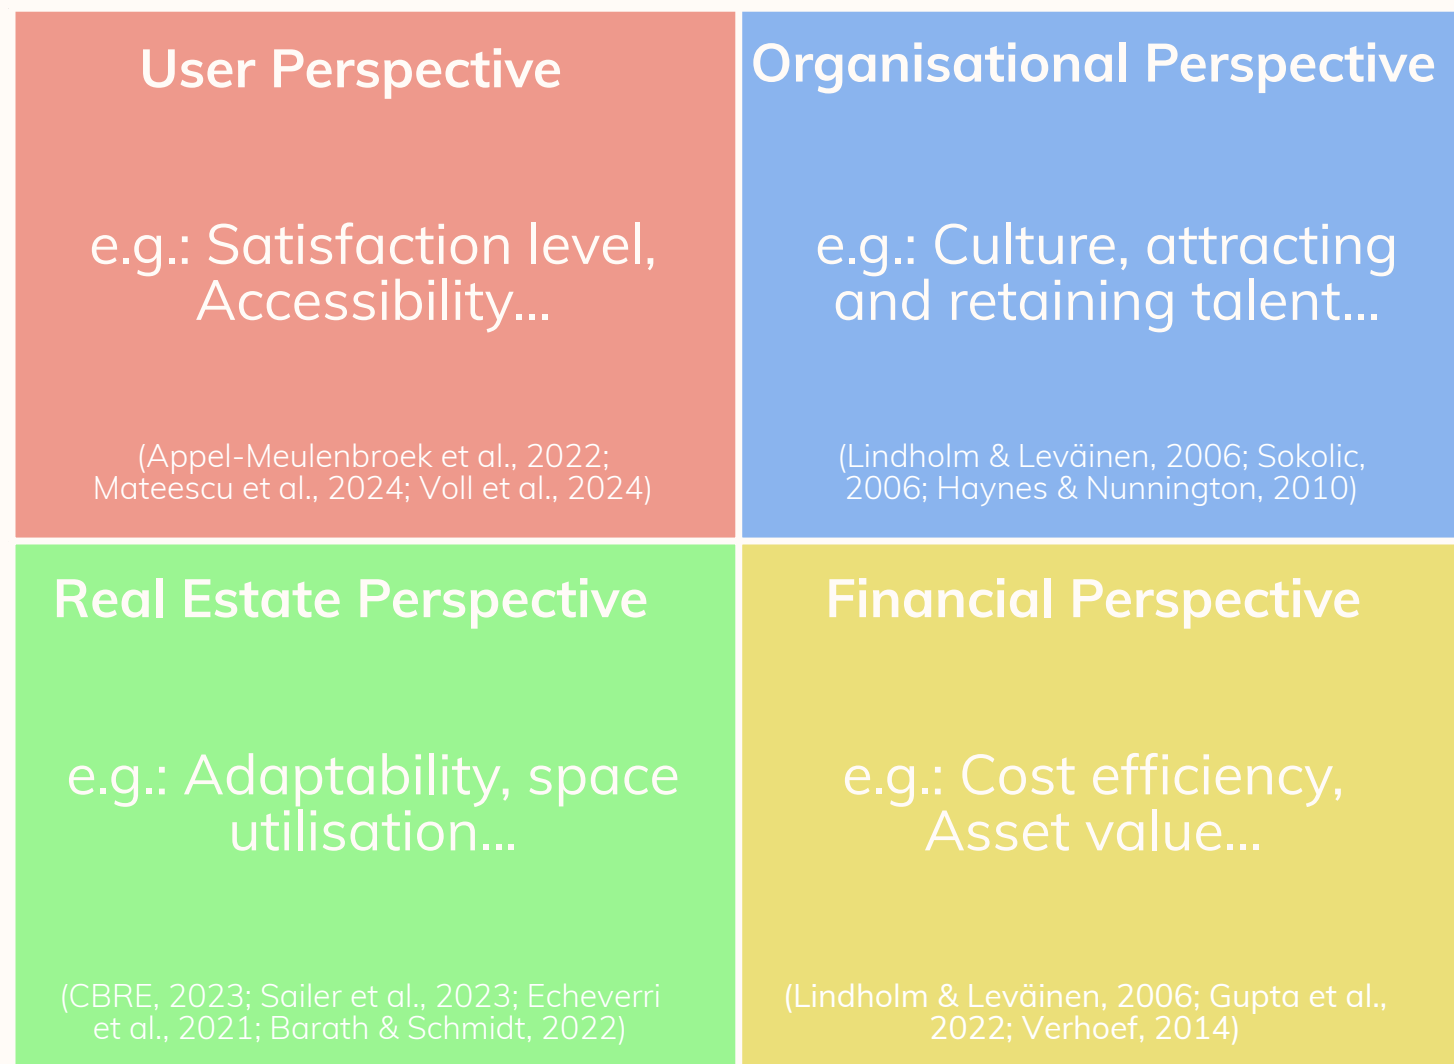 User Perspective
e.g.: Satisfaction level,
Accessibility...
(Appel-Meulenbroek et al., 2022;
Mateescu et al., 2024; Voll et al., 2024)
Organisational Perspective
e.g.: Culture, attracting
and retaining talent...
(Lindholm & Leväinen, 2006; Sokolic,
2006; Haynes & Nunnington, 2010)
Real Estate Perspective
e.g.: Adaptability, space
utilisation...
(CBRE, 2023; Sailer et al., 2023; Echeverri
et al., 2021; Barath & Schmidt, 2022)
Financial Perspective
e.g.: Cost efficiency,
Asset value...
(Lindholm & Leväinen, 2006; Gupta et al.,
2022; Verhoef, 2014)